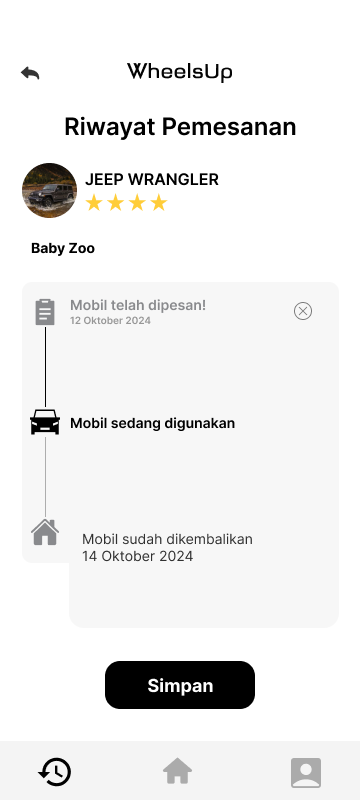 WheelsUp
Riwayat Pemesanan
JEEP WRANGLER
Baby Zoo
Mobil telah dipesan!
12 Oktober 2024
Mobil sedang digunakan
Mobil sudah dikembalikan
14 Oktober 2024
Simpan